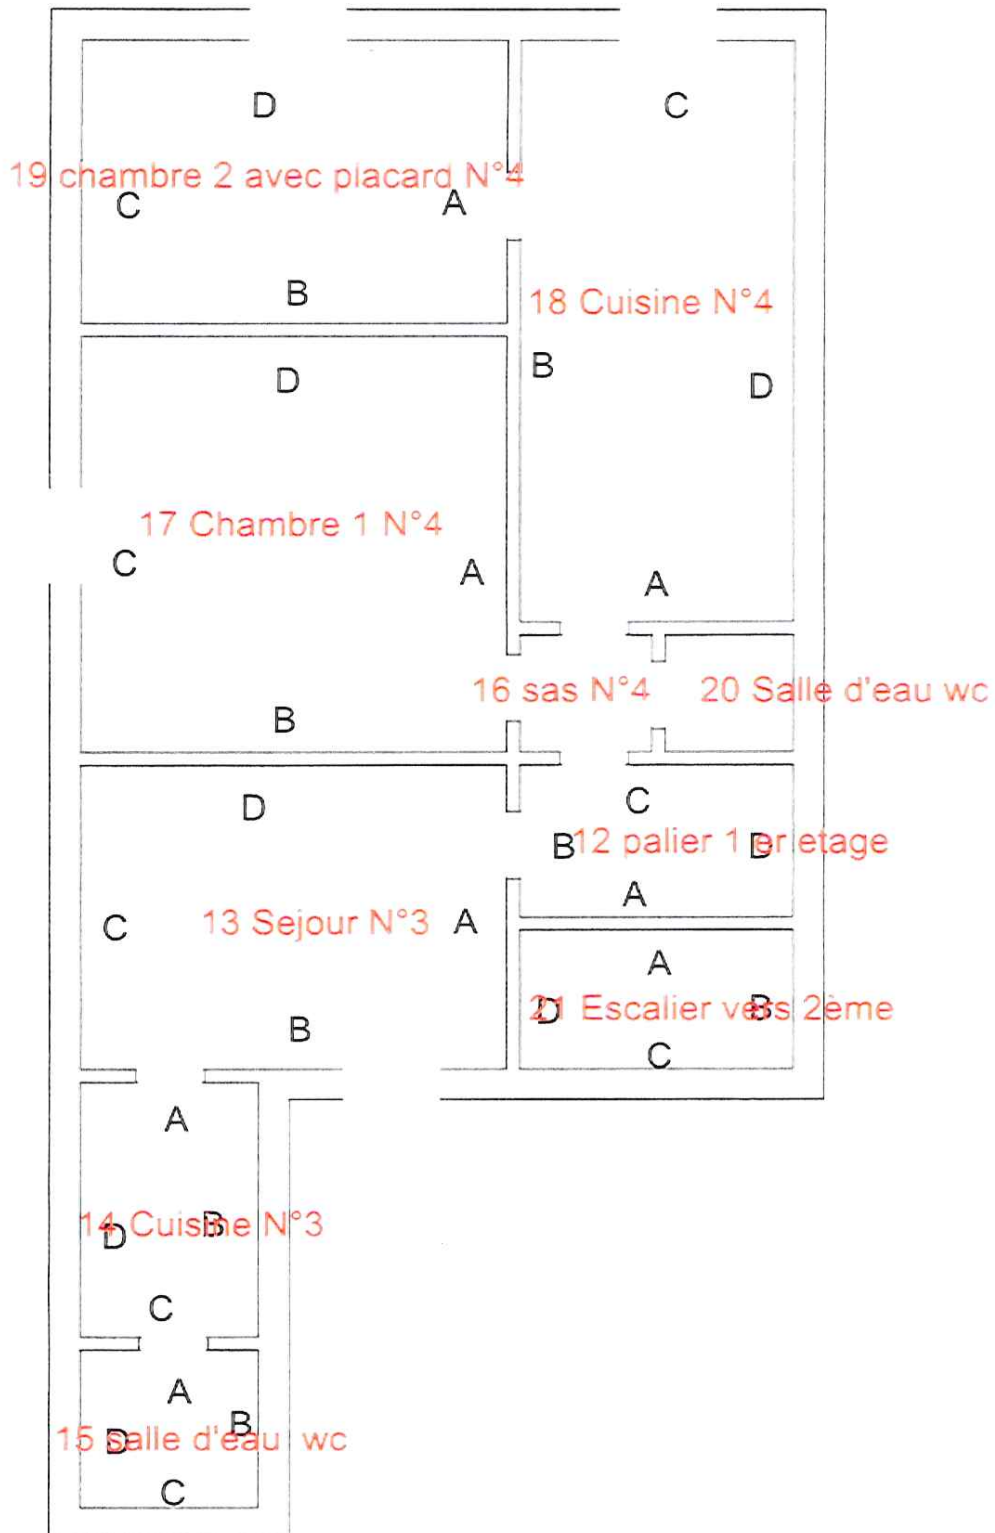 D
C
19 chambre 2 avec placard N°4
C
A
B
18 Cuisine N°4
D
B
D
17 Chambre 1 N°4
C
A
A
16 sas N°4
20 Salle d'eau wc
B
D
C
B
12 palier 1 er etage
D
A
13 Sejour N°3
C
A
A
21 Escalier vers 2ème
D
B
B
C
A
14 Cuisine N°3
D
B
C
A
B
15 salle d'eau wc
D
C